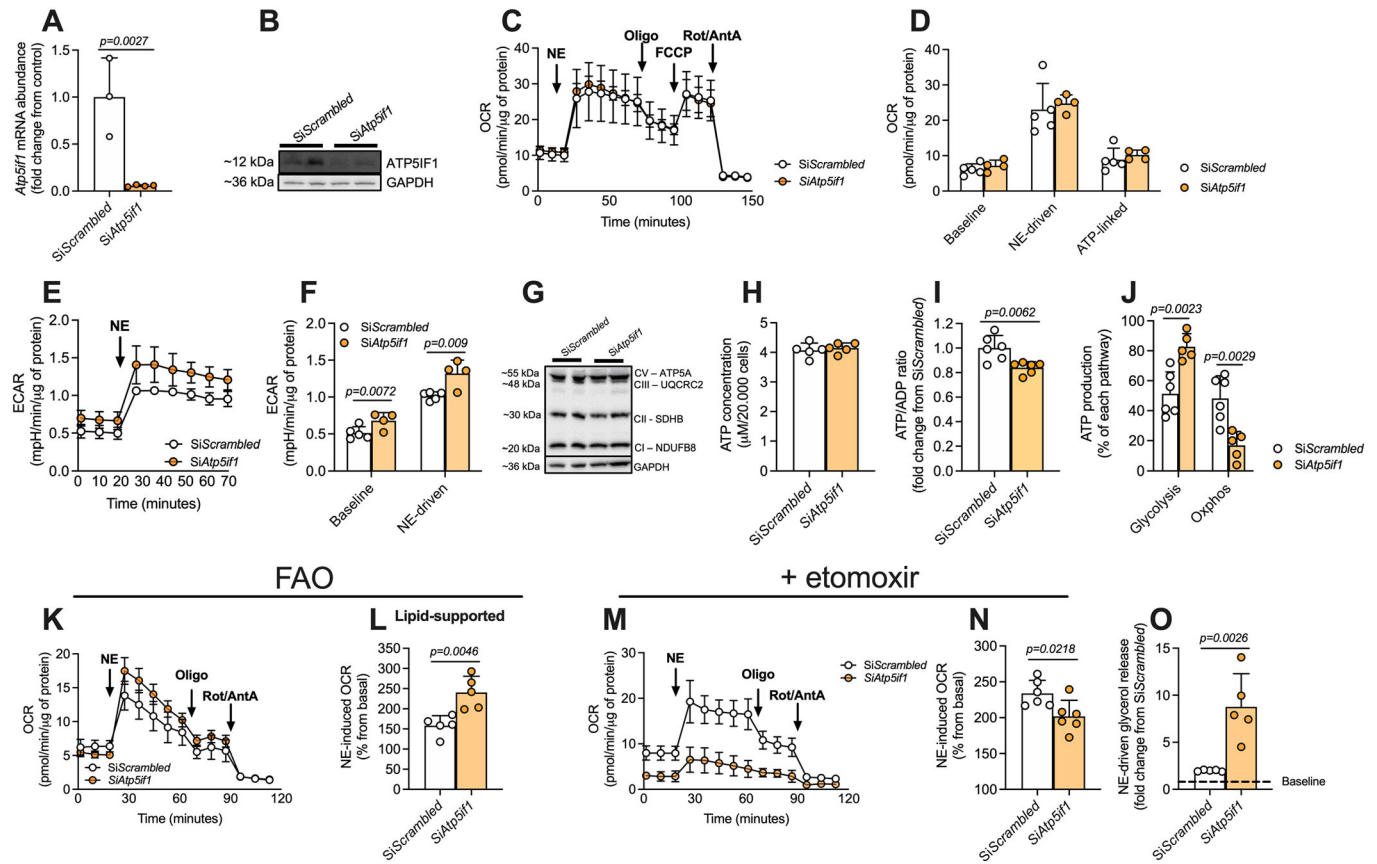 A
p=0.0027
Atp5if1 mRNA abundance
(fold change from control)
1.5
1.0
0.5
0.0
SiScrambled
SiAtp5if1
B
SiScrambled
SiAtp5if1
~12 kDa
ATP5IF1
~36 kDa
GAPDH
C
NE
Oligo
FCCP
Rot/AntA
OCR
(pmol/min/µg of protein)
40
30
20
10
0
0
50
100
150
Time (minutes)
SiScrambled
SiAtp5if1
D
OCR
(pmol/min/µg of protein)
40
30
20
10
0
Baseline
NE-driven
ATP-linked
SiScrambled
SiAtp5if1
E
NE
ECAR
(mpH/min/µg of protein)
2.0
1.5
1.0
0.5
0.0
0 10 20 30 40 50 60 70
Time (minutes)
SiScrambled
SiAtp5if1
F
SiScrambled
SiAtp5if1
ECAR
(mpH/min/µg of protein)
2.0
1.5
1.0
0.5
0.0
p=0.0072
p=0.009
Baseline
NE-driven
G
SiScrambled
SiAtp5if1
~55 kDa
CV – ATP5A
~48 kDa
CIII – UQCRC2
~30 kDa
CII - SDHB
~20 kDa
CI – NDUFB8
~36 kDa
GAPDH
H
ATP concentration
(µM/20.000 cells)
5
4
3
2
1
0
SiScrambled
SiAtp5if1
I
p=0.0062
ATP/ADP ratio
(fold change from SiScrambled)
1.2
1.0
0.8
0.6
0.4
0.2
0.0
SiScrambled
SiAtp5if1
J
p=0.0023
p=0.0029
ATP production
(% of each pathway)
100
80
60
40
20
0
Glycolysis
Oxphos
SiScrambled
SiAtp5if1
FAO
K
NE
Oligo
Rot/AntA
OCR
(pmol/min/µg of protein)
20
15
10
5
0
SiScrambled
SiAtp5if1
0
30
60
90
120
Time (minutes)
L
Lipid-supported
p=0.0046
NE-induced OCR
(% from basal)
350
300
250
200
150
100
50
0
SiScrambled
SiAtp5if1
+ etomoxir
M
NE
Oligo
Rot/AntA
OCR
(pmol/min/µg of protein)
30
20
10
0
0
30
60
90
120
Time (minutes)
SiScrambled
SiAtp5if1
N
p=0.0218
NE-induced OCR
(% from basal)
300
250
200
150
100
SiScrambled
SiAtp5if1
O
p=0.0026
NE-driven glycerol release
(fold change from SiScrambled)
15
10
5
0
Baseline
SiScrambled
SiAtp5if1